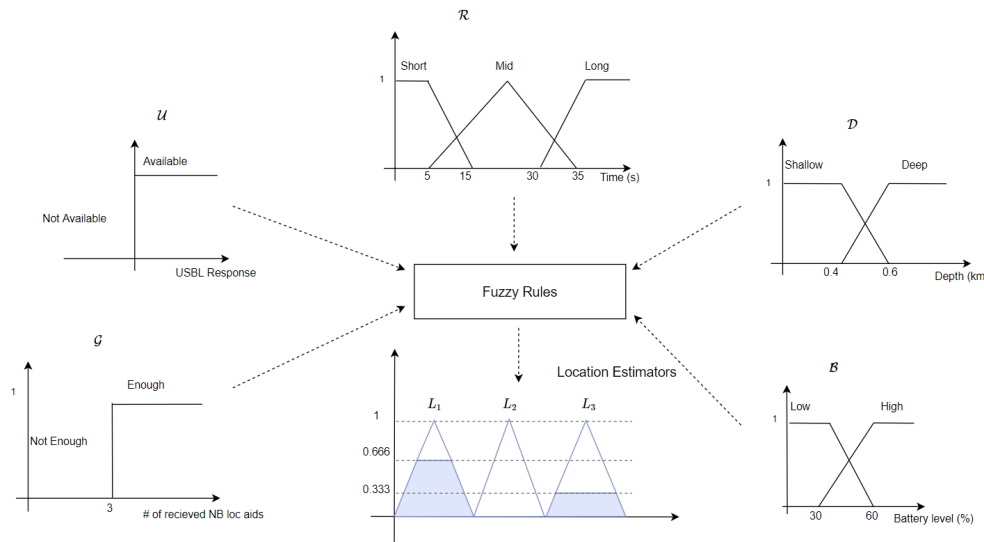 𝓡
Short
Mid
Long
1
5
15
30
35
Time (s)
𝓤
Available
Not Available
USBL Response
𝓓
Shallow
Deep
1
0.4
0.6
Depth (km
Fuzzy Rules
𝓖
1
Enough
Not Enough
3
# of recieved NB loc aids
Location Estimators
L₁
L₂
L₃
1
0.666
0.333
𝓑
Low
High
1
30
60
Battery level (%)